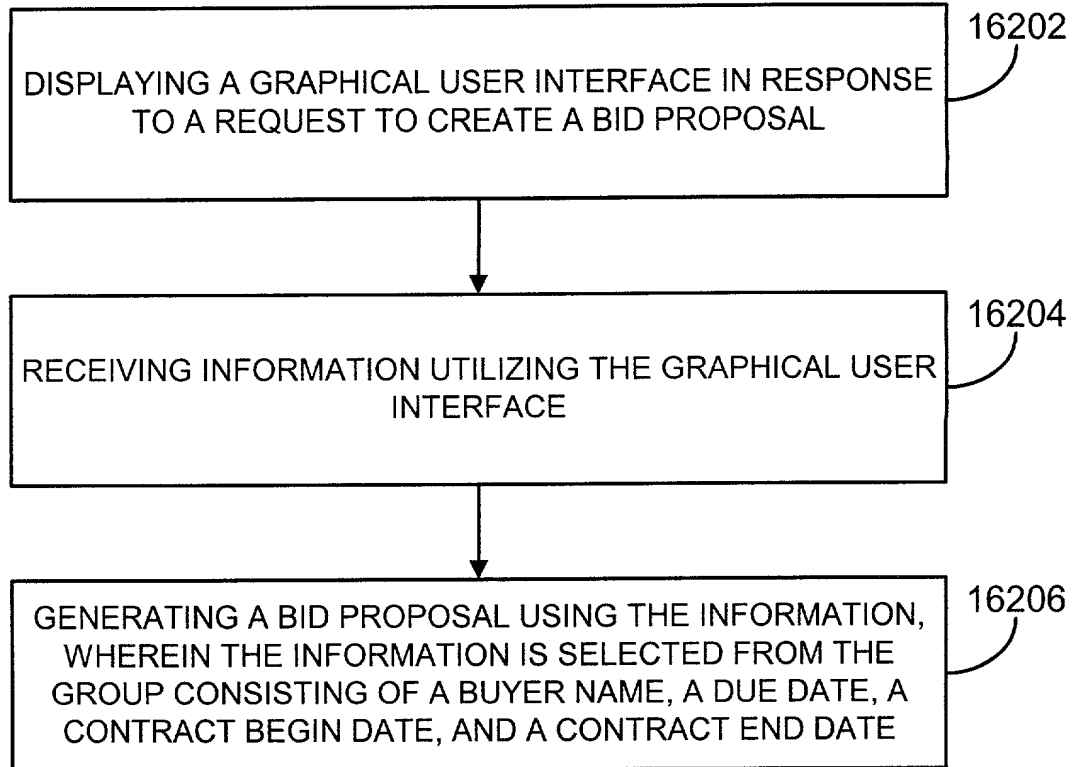 16202
DISPLAYING A GRAPHICAL USER INTERFACE IN RESPONSE
TO A REQUEST TO CREATE A BID PROPOSAL
16204
RECEIVING INFORMATION UTILIZING THE GRAPHICAL USER
INTERFACE
16206
GENERATING A BID PROPOSAL USING THE INFORMATION,
WHEREIN THE INFORMATION IS SELECTED FROM THE
GROUP CONSISTING OF A BUYER NAME, A DUE DATE, A
CONTRACT BEGIN DATE, AND A CONTRACT END DATE